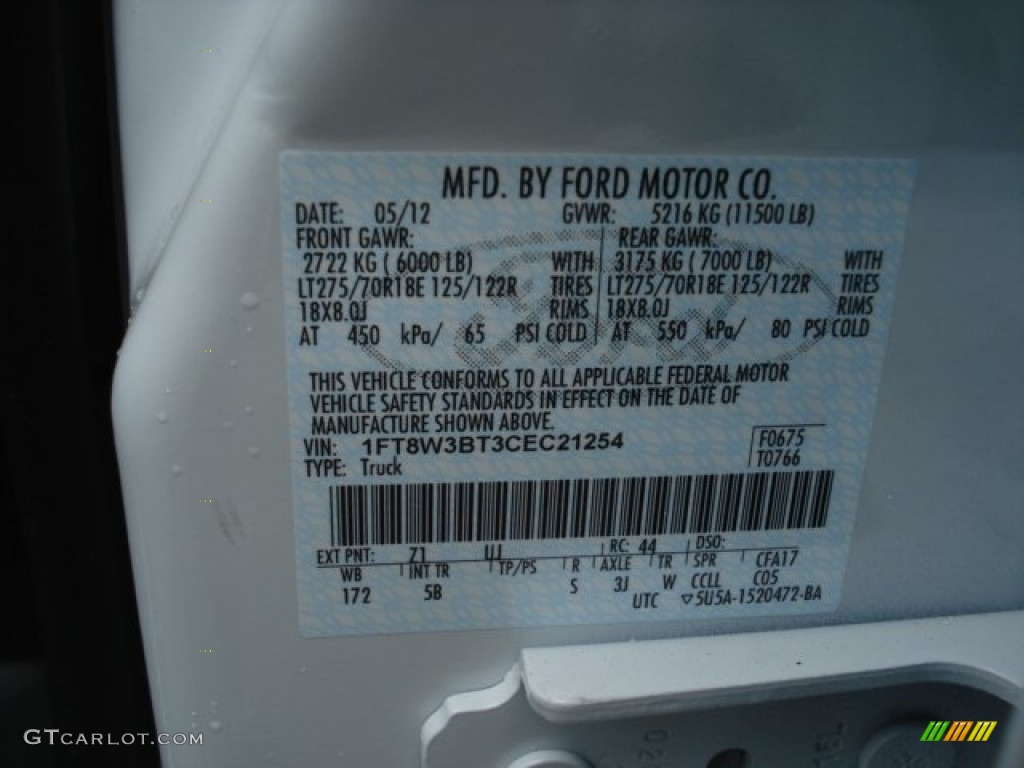 MFD. BY FORD MOTOR CO.
DATE: 05/12 GVWR: 5216 KG (11500 LB)
FRONT GAWR: REAR GAWR:
2722 KG ( 6000 LB) WITH 3175 KG ( 7000 LB) WITH
LT275/70R18E 125/122R TIRES LT275/70R18E 125/122R TIRES
18X8.0J RIMS 18X8.0J RIMS
AT 450 kPa/ 65 PSI COLD AT 550 kPa/ 80 PSI COLD
THIS VEHICLE CONFORMS TO ALL APPLICABLE FEDERAL MOTOR
VEHICLE SAFETY STANDARDS IN EFFECT ON THE DATE OF
MANUFACTURE SHOWN ABOVE.
VIN: 1FT8W3BT3CEC21254 F0675
TYPE: Truck T0766
EXT PNT: Z1 UJ RC: 44 DSO:
WB INT TR TP/PS R AXLE TR SPR CFA17
172 5B S 3J W CCLL C05
UTC ▽5U5A-1520472-BA
GTCARLOT.COM